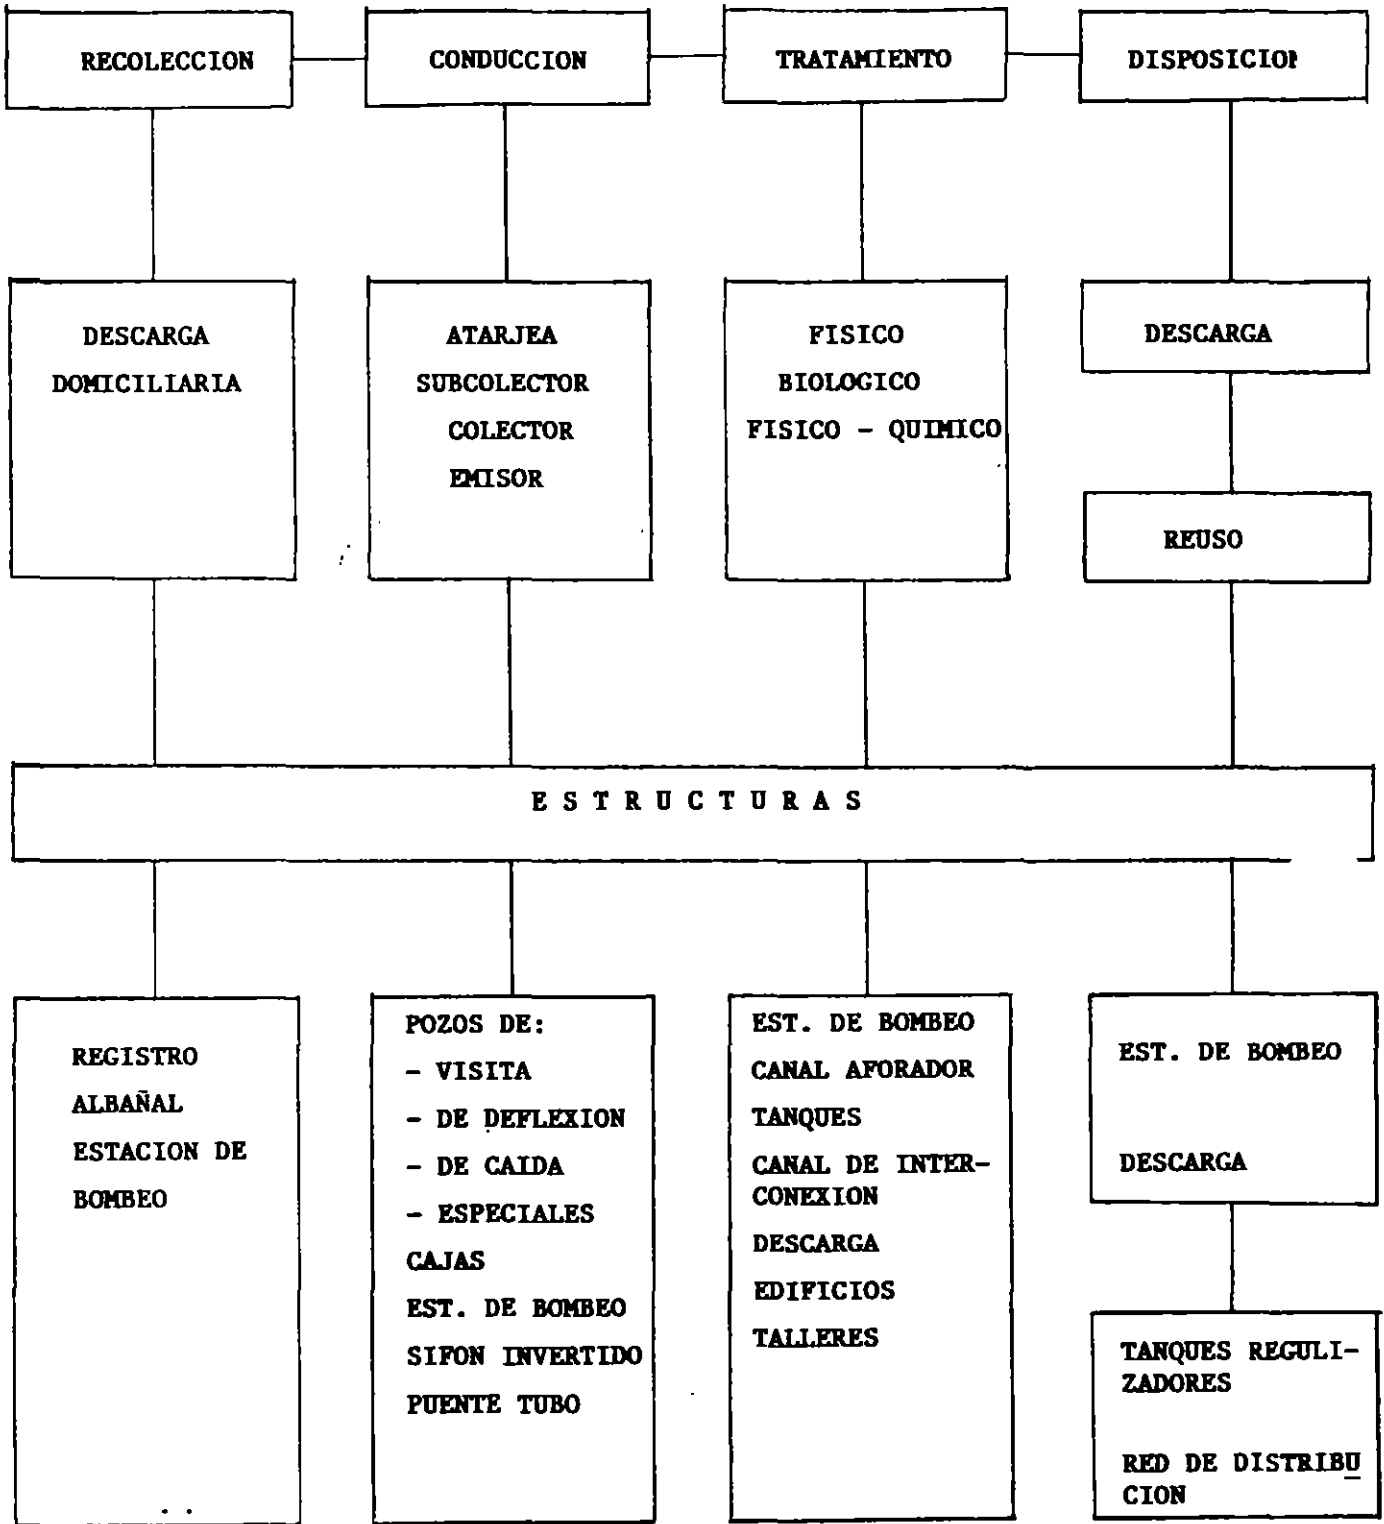 RECOLECCION
CONDUCCION
TRATAMIENTO
DISPOSICION
DESCARGA
DOMICILIARIA
ATARJEA
SUBCOLECTOR
COLECTOR
EMISOR
FISICO
BIOLOGICO
FISICO - QUIMICO
DESCARGA
REUSO
E S T R U C T U R A S
REGISTRO
ALBAÑAL
ESTACION DE
BOMBEO
POZOS DE:
- VISITA
- DE DEFLEXION
- DE CAIDA
- ESPECIALES
CAJAS
EST. DE BOMBEO
SIFON INVERTIDO
PUENTE TUBO
EST. DE BOMBEO
CANAL AFORADOR
TANQUES
CANAL DE INTER-
CONEXION
DESCARGA
EDIFICIOS
TALLERES
EST. DE BOMBEO
DESCARGA
TANQUES REGULI-
ZADORES
RED DE DISTRIBU
CION